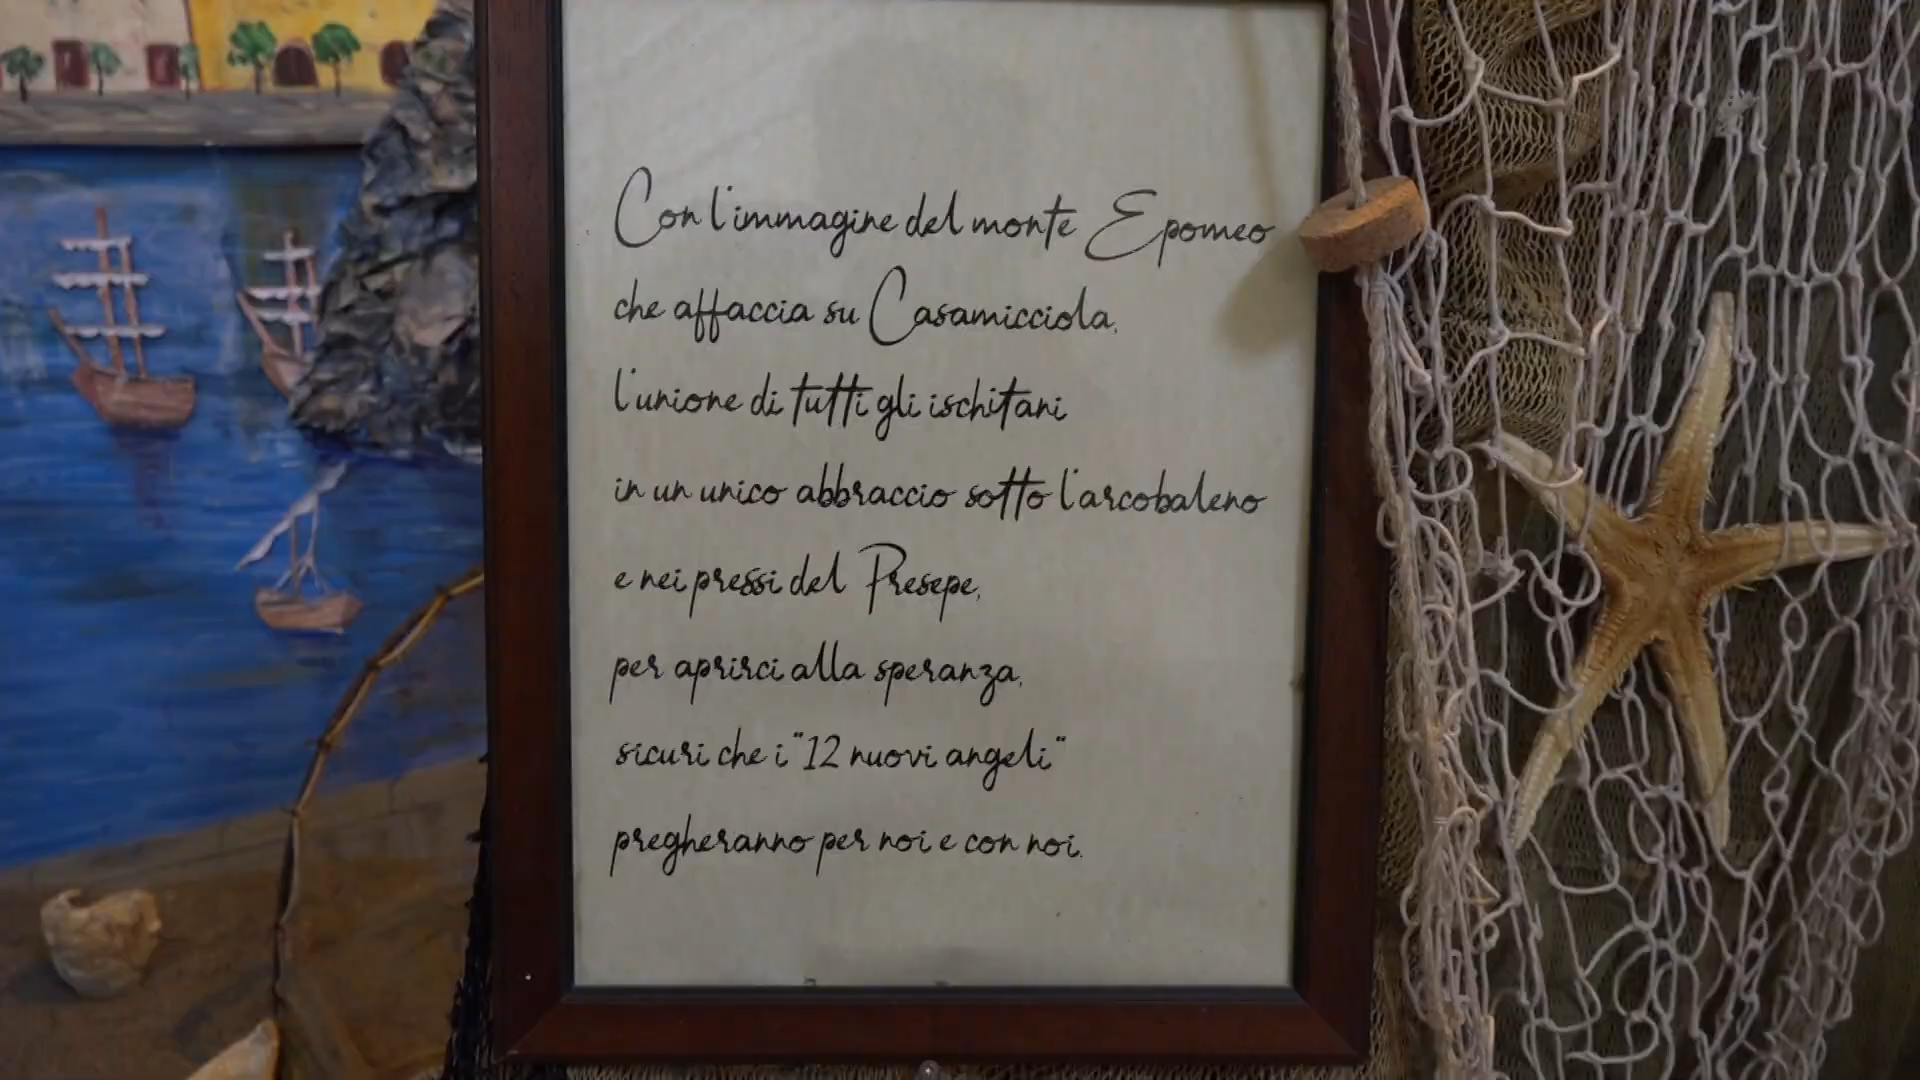 Con l'immagine del monte Epomeo
che affaccia su Casamicciola,
l'unione di tutti gli ischitani
in un unico abbraccio sotto l'arcobaleno
e nei pressi del Presepe,
per aprirci alla speranza,
sicuri che i "12 nuovi angeli"
pregheranno per noi e con noi.